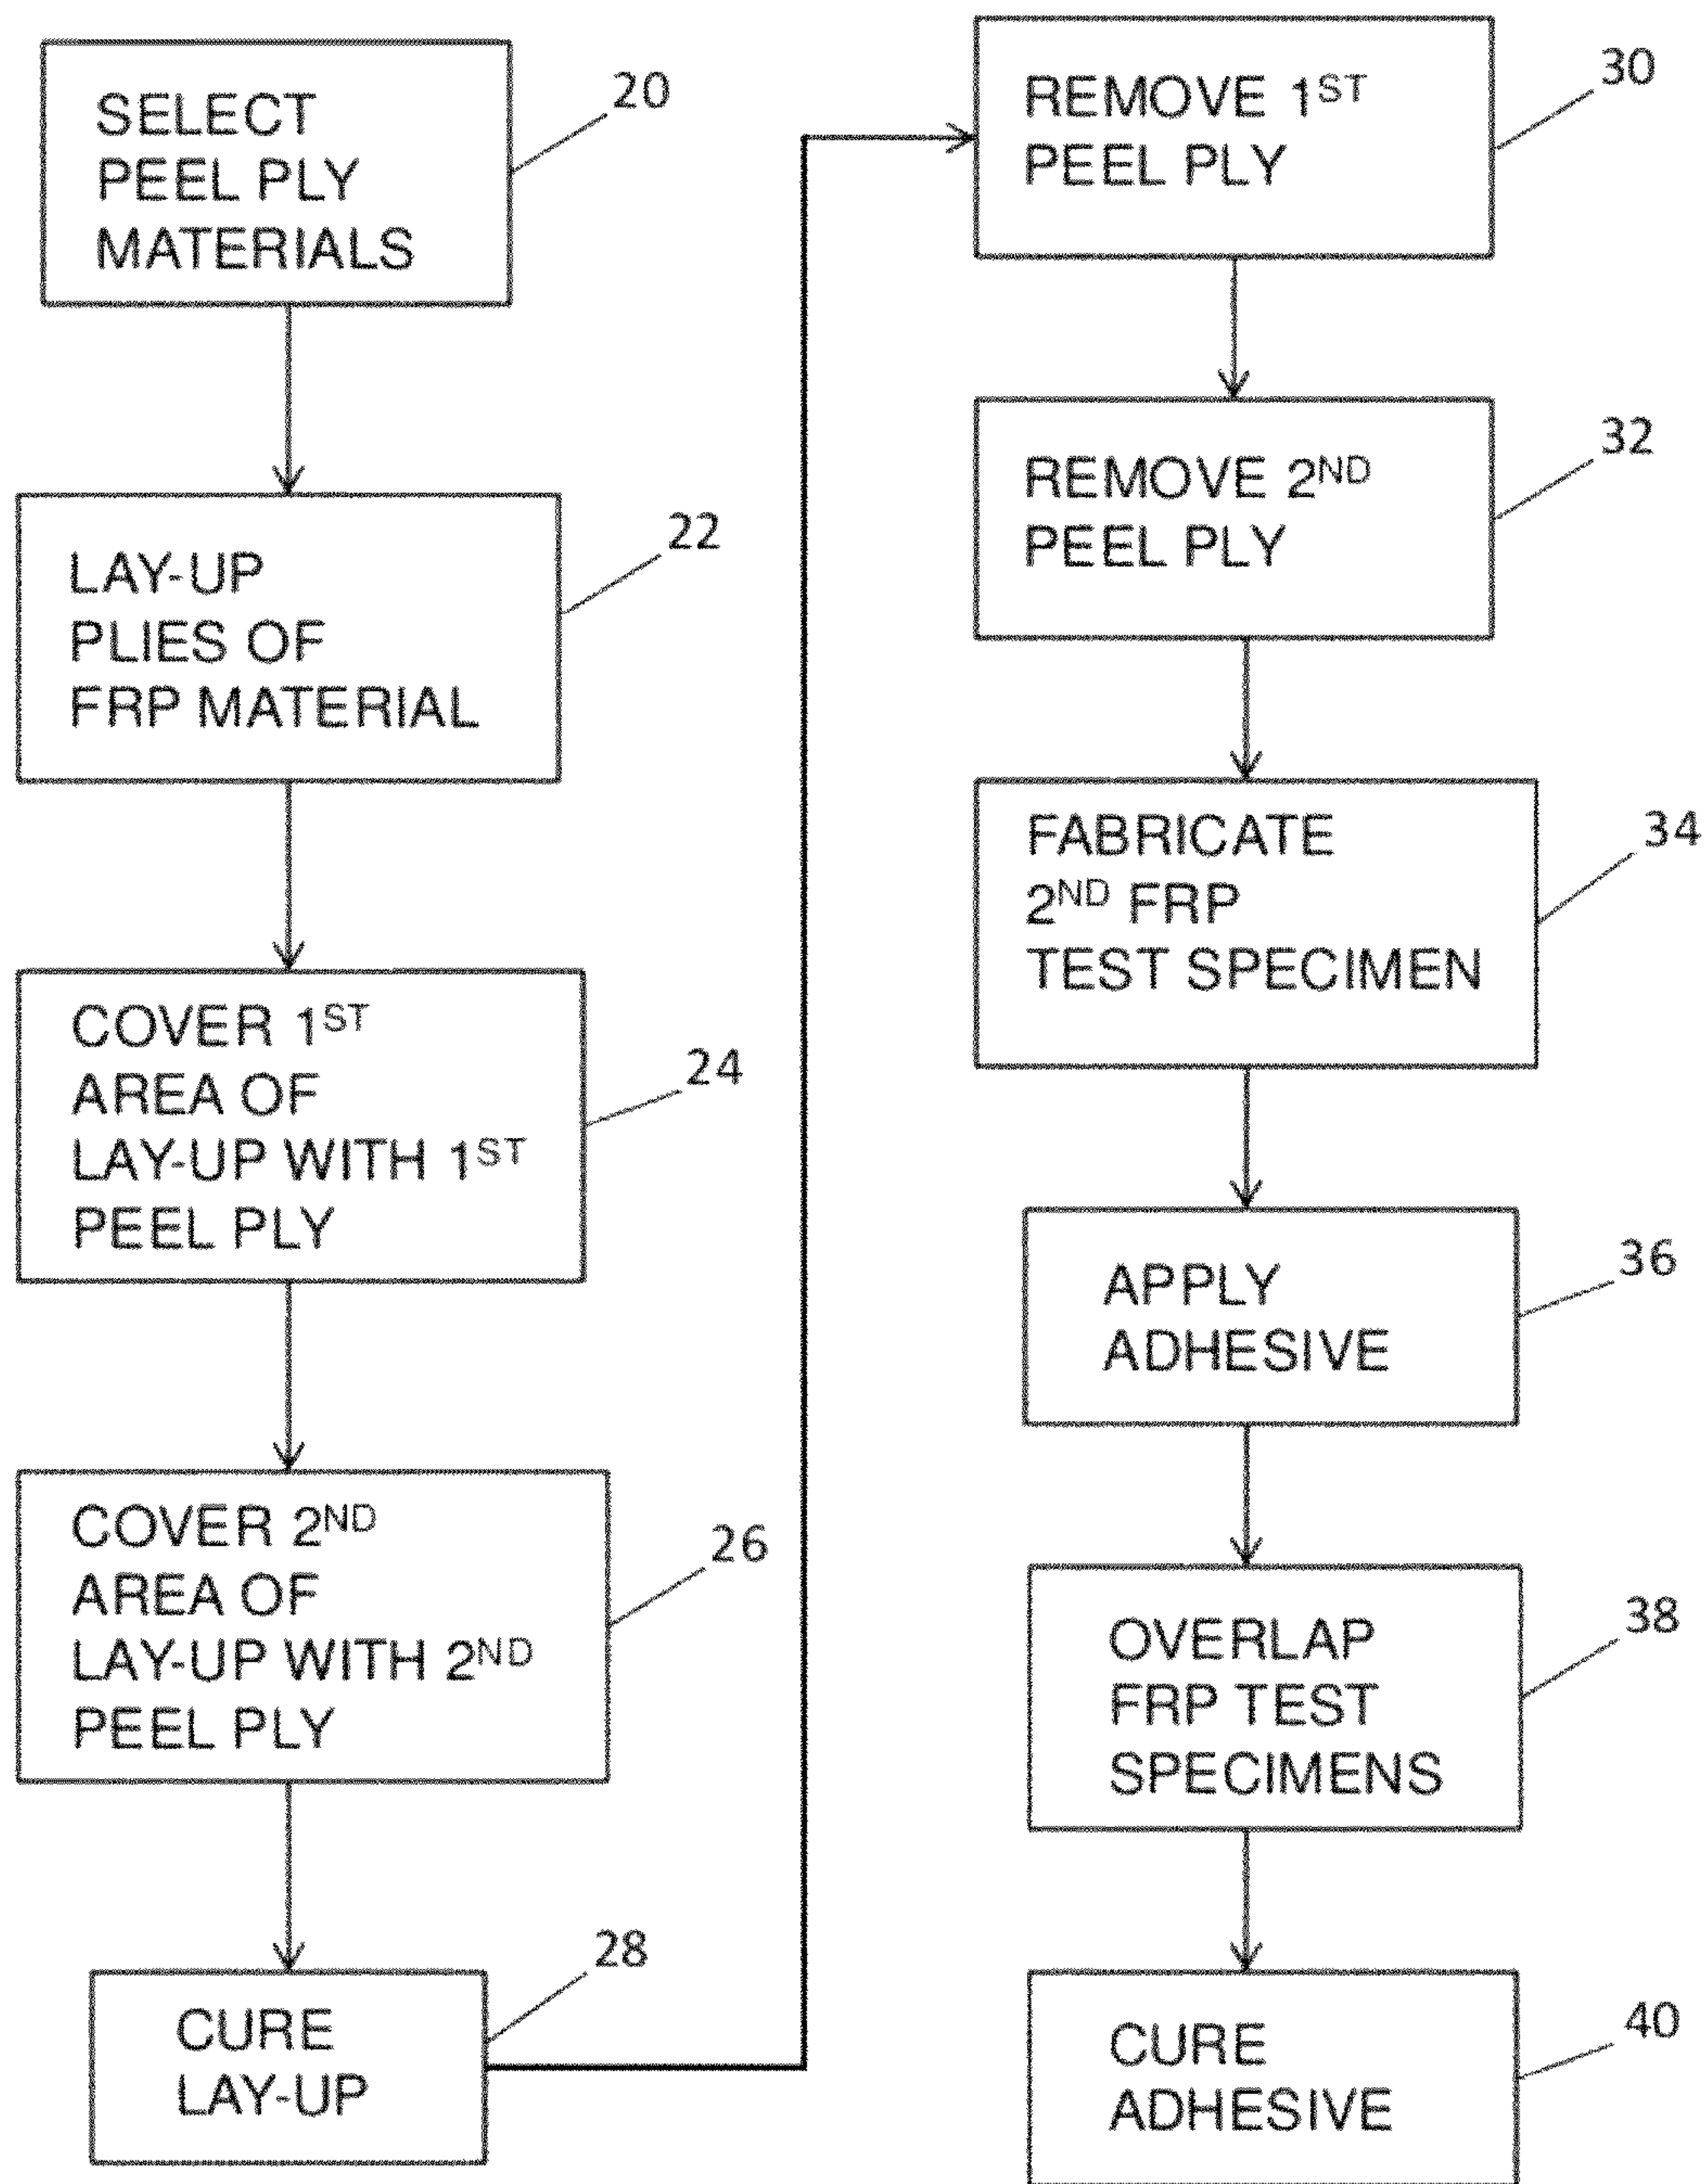 SELECT
PEEL PLY
MATERIALS
20
LAY-UP
PLIES OF
FRP MATERIAL
22
COVER 1ST
AREA OF
LAY-UP WITH 1ST
PEEL PLY
24
COVER 2ND
AREA OF
LAY-UP WITH 2ND
PEEL PLY
26
CURE
LAY-UP
28
REMOVE 1ST
PEEL PLY
30
REMOVE 2ND
PEEL PLY
32
FABRICATE
2ND FRP
TEST SPECIMEN
34
APPLY
ADHESIVE
36
OVERLAP
FRP TEST
SPECIMENS
38
CURE
ADHESIVE
40